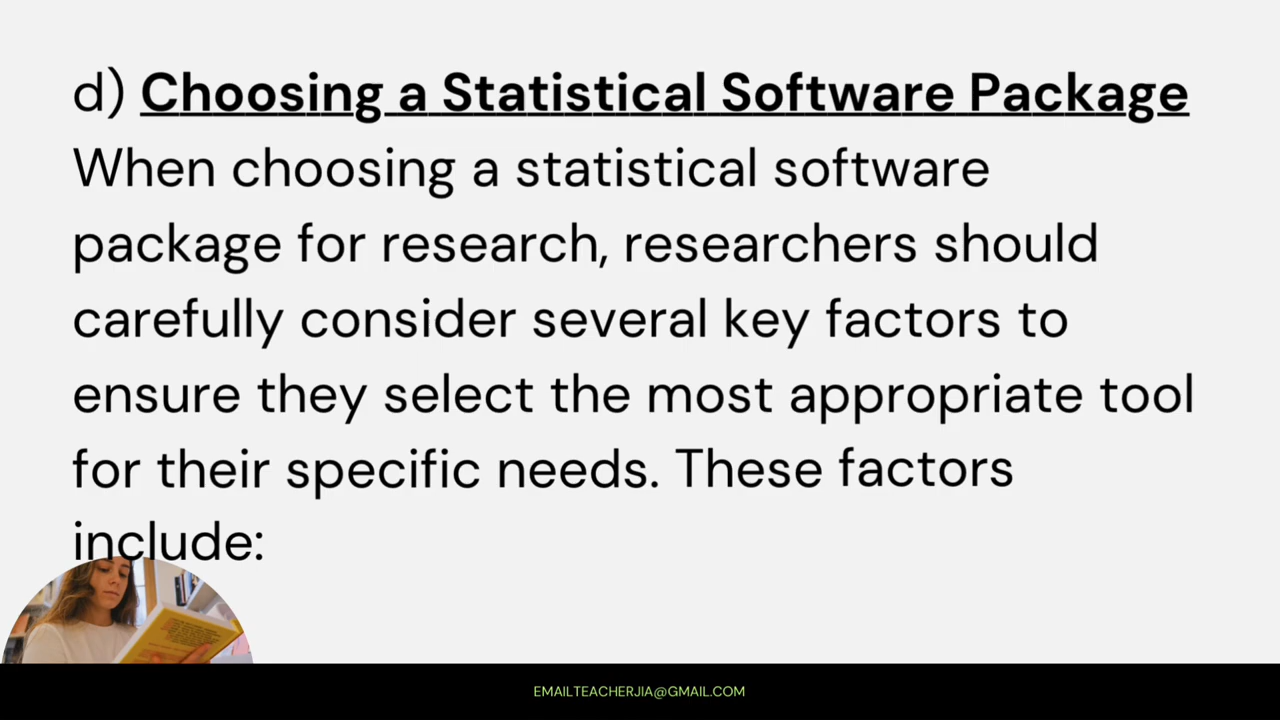 d) Choosing a Statistical Software Package
When choosing a statistical software
package for research, researchers should
carefully consider several key factors to
ensure they select the most appropriate tool
for their specific needs. These factors
include:
EMAILTEACHERJIA@GMAIL.COM